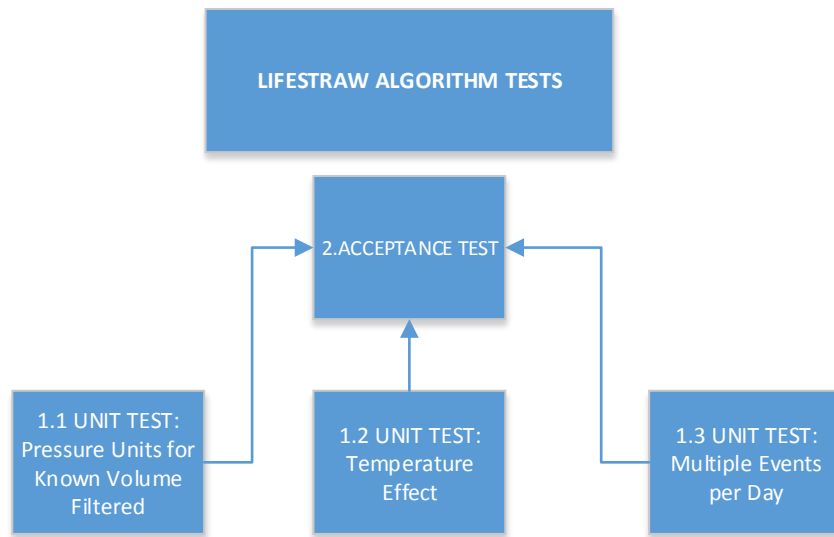 LIFESTRAW ALGORITHM TESTS
2.ACCEPTANCE TEST
1.1 UNIT TEST:
Pressure Units for
Known Volume
Filtered
1.2 UNIT TEST:
Temperature
Effect
1.3 UNIT TEST:
Multiple Events
per Day